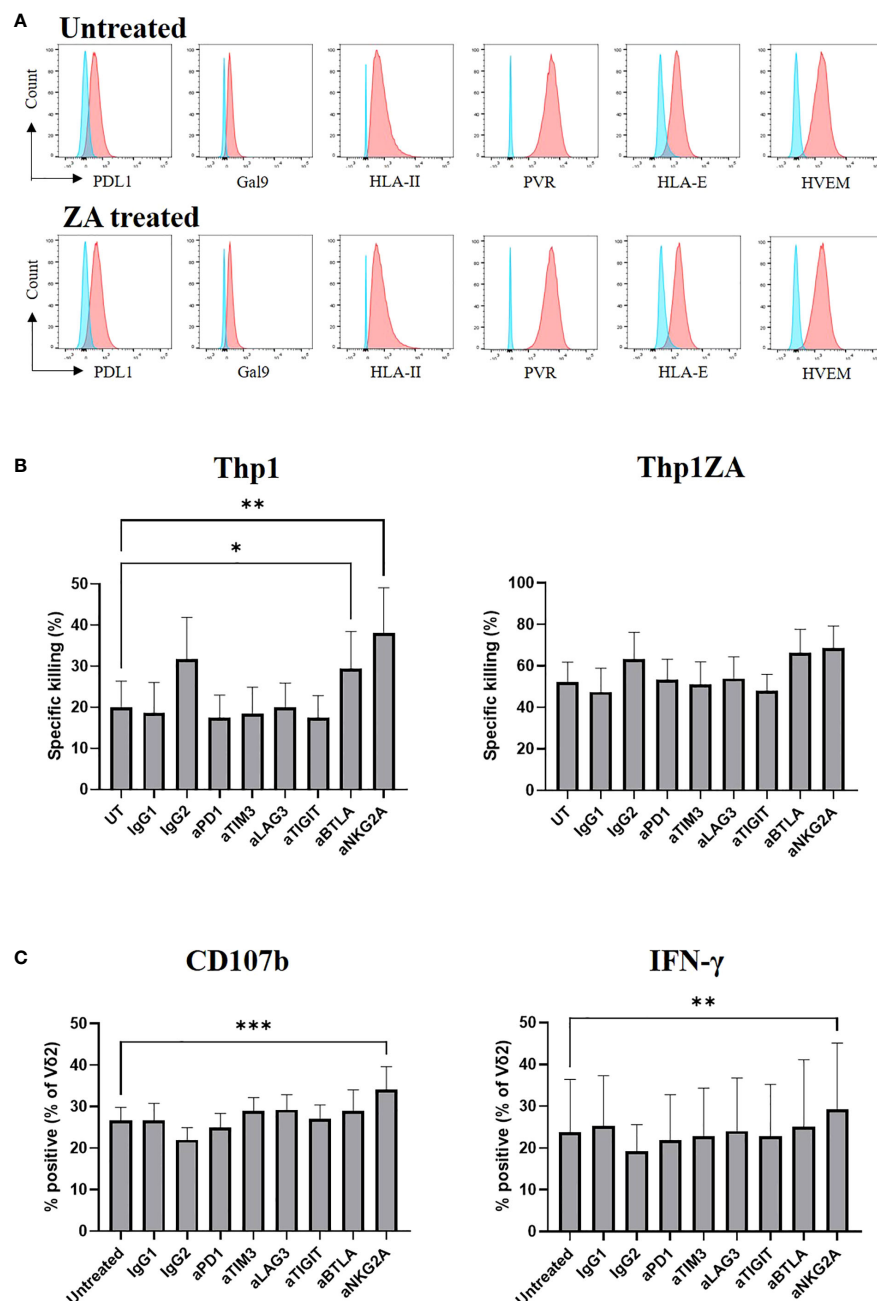 A
Untreated
Count
PDL1 Gal9 HLA-II PVR HLA-E HVEM
ZA treated
Count
PDL1 Gal9 HLA-II PVR HLA-E HVEM
B
Thp1 Thp1ZA
**
*
Specific killing (%)
50
40
30
20
10
0
UT IgG1 IgG2 aPD1 aTIM3 aLAG3 aTIGIT aBTLA aNKG2A
Specific killing (%)
100
80
60
40
20
0
UT IgG1 IgG2 aPD1 aTIM3 aLAG3 aTIGIT aBTLA aNKG2A
C
CD107b IFN-γ
***
% positive (% of Vδ2)
50
40
30
20
10
0
Untreated IgG1 IgG2 aPD1 aTIM3 aLAG3 aTIGIT aBTLA aNKG2A
**
% positive (% of Vδ2)
50
40
30
20
10
0
Untreated IgG1 IgG2 aPD1 aTIM3 aLAG3 aTIGIT aBTLA aNKG2A